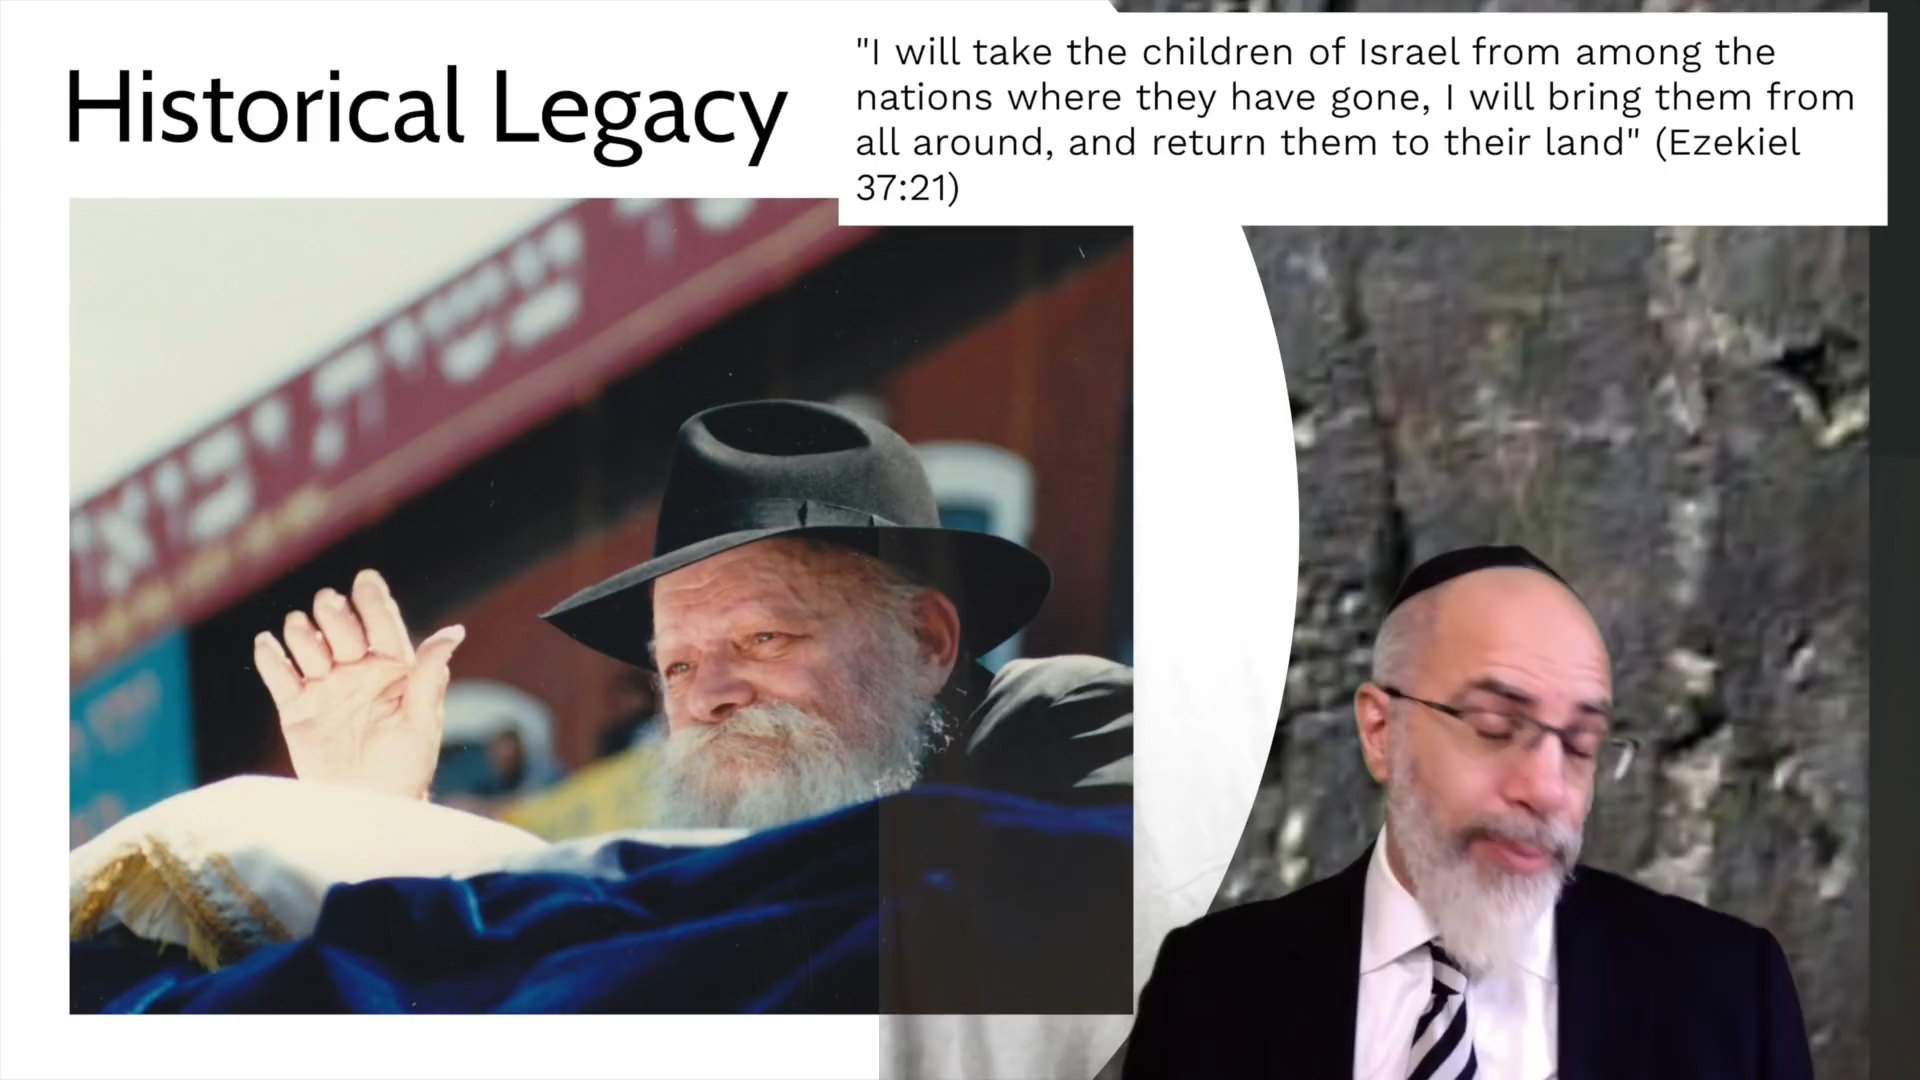 Historical Legacy
"I will take the children of Israel from among the
nations where they have gone, I will bring them from
all around, and return them to their land" (Ezekiel
37:21)